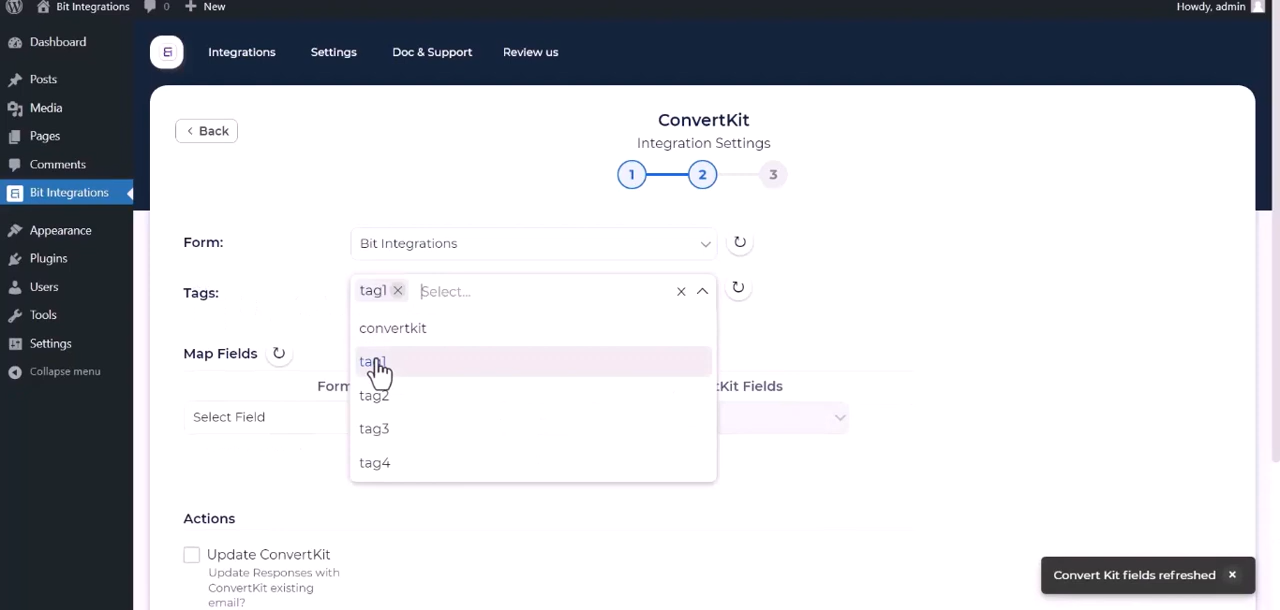 Bit Integrations 0 New Howdy, admin
Dashboard
Posts
Media
Pages
Comments
Bit Integrations
Appearance
Plugins
Users
Tools
Settings
Collapse menu
Integrations Settings Doc & Support Review us
Back
ConvertKit
Integration Settings
1 2 3
Form: Bit Integrations
Tags: tag1 Select...
convertkit
tag2
tag3
tag4
Map Fields
Fields
Select Field
Actions
Update ConvertKit
Update Responses with
ConvertKit existing
email?
Convert Kit fields refreshed